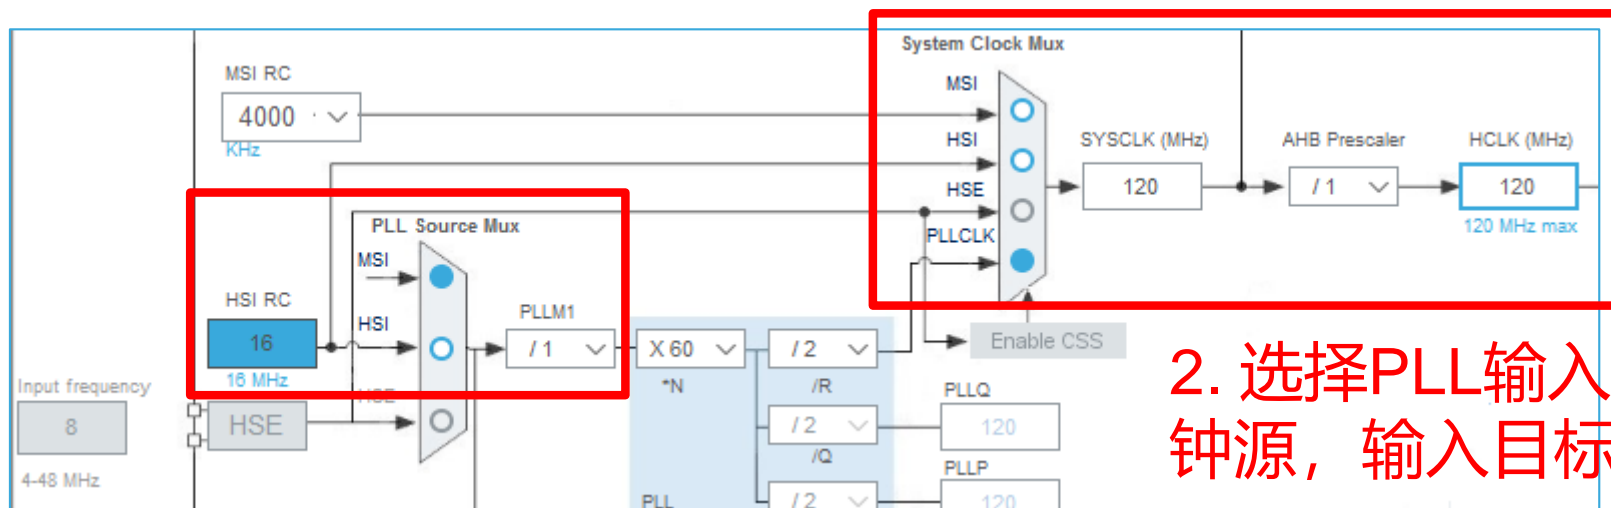 System Clock Mux
MSI RC
MSI
4000
KHz
HSI
SYSCLK (MHz)
AHB Prescaler
HCLK (MHz)
HSE
120
/ 1
120
PLL Source Mux
PLLCLK
120 MHz max
MSI
HSI RC
PLLM1
HSI
16
/ 1
X 60
/ 2
Enable CSS
16 MHz
*N
/R
PLLQ
Input frequency
HSE
8
HSE
/ 2
120
/Q
PLLP
4-48 MHz
PLL
/ 2
120
2. 选择PLL输入
钟源，输入目标